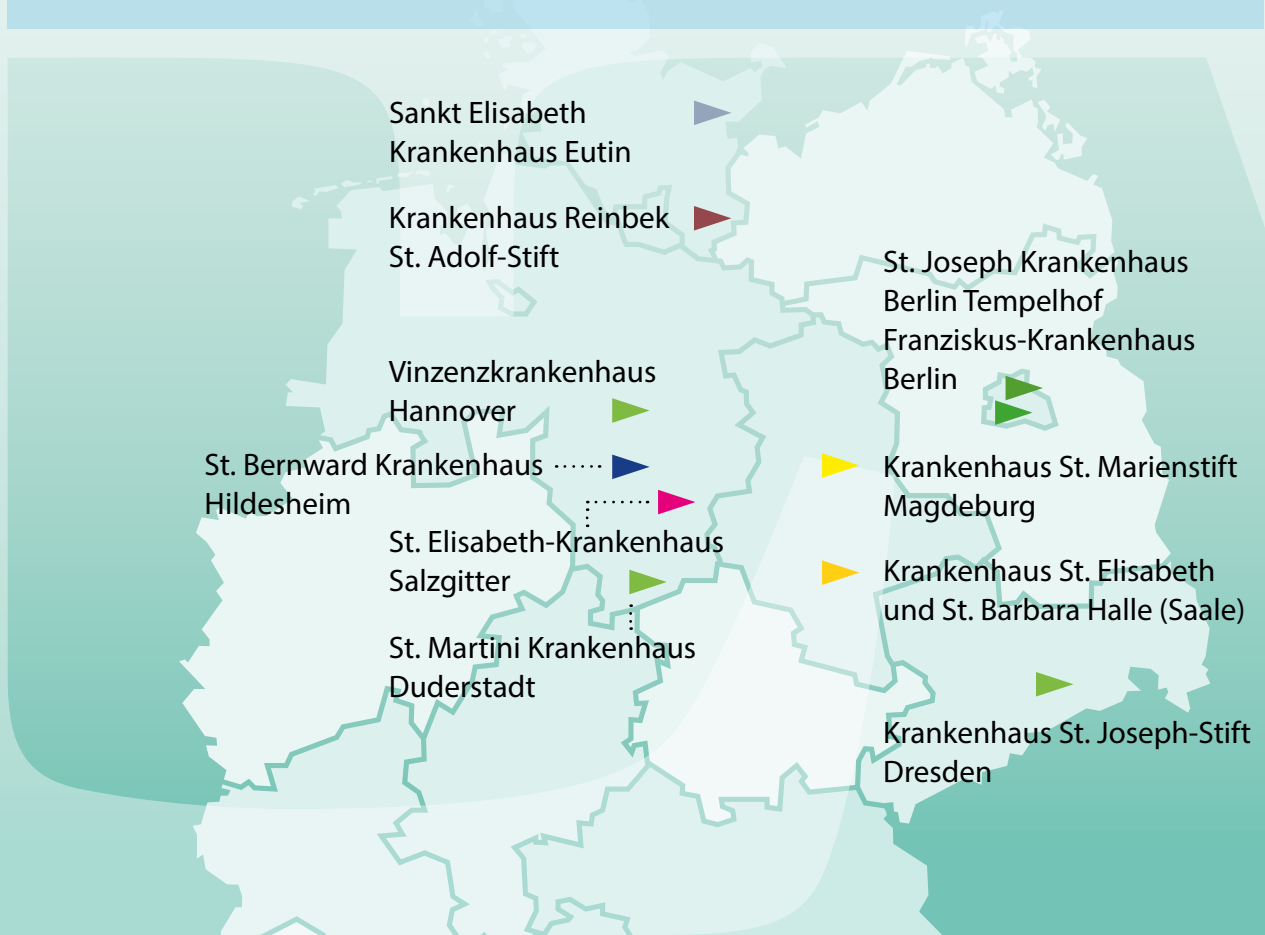 Sankt Elisabeth
Krankenhaus Eutin
Krankenhaus Reinbek
St. Adolf-Stift
St. Joseph Krankenhaus
Berlin Tempelhof
Franziskus-Krankenhaus
Berlin
Vinzenzkrankenhaus
Hannover
St. Bernward Krankenhaus
Hildesheim
Krankenhaus St. Marienstift
Magdeburg
St. Elisabeth-Krankenhaus
Salzgitter
Krankenhaus St. Elisabeth
und St. Barbara Halle (Saale)
St. Martini Krankenhaus
Duderstadt
Krankenhaus St. Joseph-Stift
Dresden